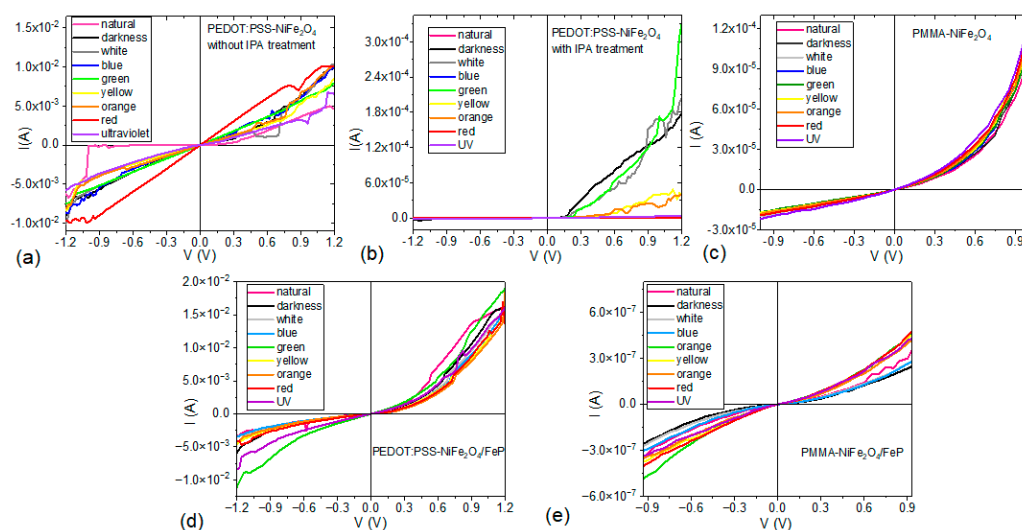 I(A)
1.0×10⁻²
5.0×10⁻³
0.0
−5.0×10⁻³
−1.0×10⁻²
natural
darkness
white
blue
green
yellow
orange
red
ultraviolet
PEDOT:PSS-NiFe₂O₄
without IPA treatment
−1.2 −0.9 −0.6 −0.3 0.0 0.3 0.6 0.9 1.2
V (V)
(a)
I(A)
3.0×10⁻⁴
2.4×10⁻⁴
1.8×10⁻⁴
1.2×10⁻⁴
6.0×10⁻⁵
0.0
natural
darkness
white
blue
green
yellow
orange
red
UV
PEDOT:PSS-NiFe₂O₄
with IPA treatment
−1.2 −0.9 −0.6 −0.3 0.0 0.3 0.6 0.9 1.2
V (V)
(b)
I (A)
1.2×10⁻⁴
9.0×10⁻⁵
6.0×10⁻⁵
3.0×10⁻⁵
0.0
−3.0×10⁻⁵
natural
darkness
white
blue
green
yellow
orange
red
UV
PMMA-NiFe₂O₄
−0.9 −0.6 −0.3 0.0 0.3 0.6 0.9
V (V)
(c)
I (A)
2.0×10⁻²
1.5×10⁻²
1.0×10⁻²
5.0×10⁻³
0.0
−5.0×10⁻³
−1.0×10⁻²
natural
darkness
white
blue
green
yellow
orange
red
UV
PEDOT:PSS-NiFe₂O₄/FeP
−1.2 −0.9 −0.6 −0.3 0.0 0.3 0.6 0.9 1.2
V (V)
(d)
I (A)
6.0×10⁻⁷
3.0×10⁻⁷
0.0
−3.0×10⁻⁷
−6.0×10⁻⁷
natural
darkness
white
blue
orange
yellow
orange
red
UV
PMMA-NiFe₂O₄/FeP
−0.9 −0.6 −0.3 0.0 0.3 0.6 0.9
V (V)
(e)